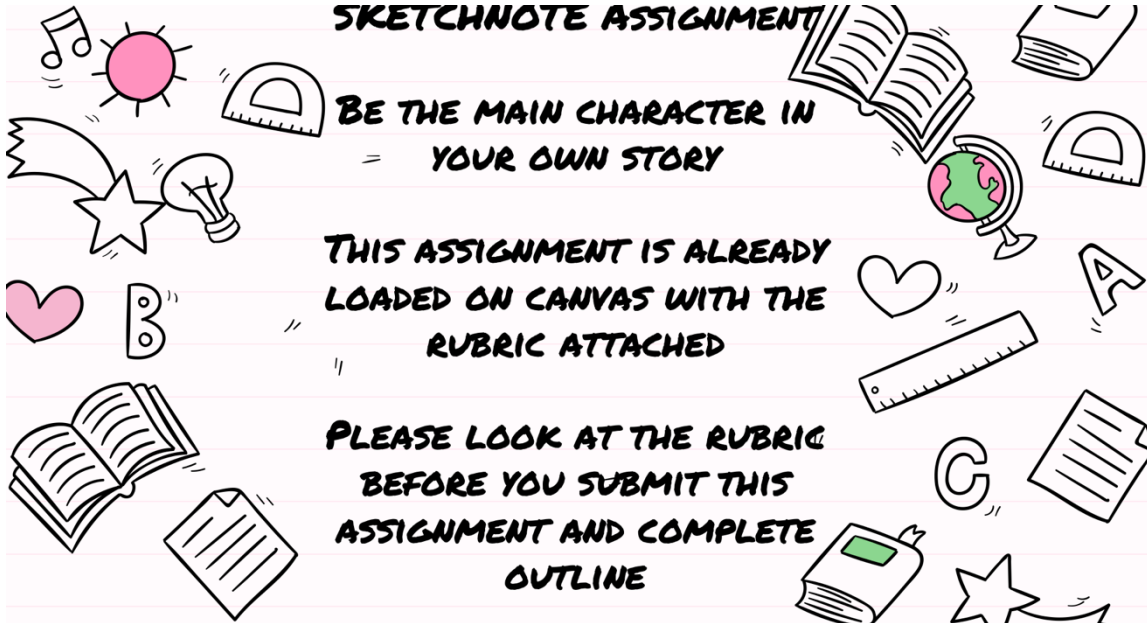 SKETCHNOTE ASSIGNMENT
BE THE MAIN CHARACTER IN
YOUR OWN STORY
THIS ASSIGNMENT IS ALREADY
LOADED ON CANVAS WITH THE
RUBRIC ATTACHED
PLEASE LOOK AT THE RUBRIC
BEFORE YOU SUBMIT THIS
ASSIGNMENT AND COMPLETE
OUTLINE
B
A
C